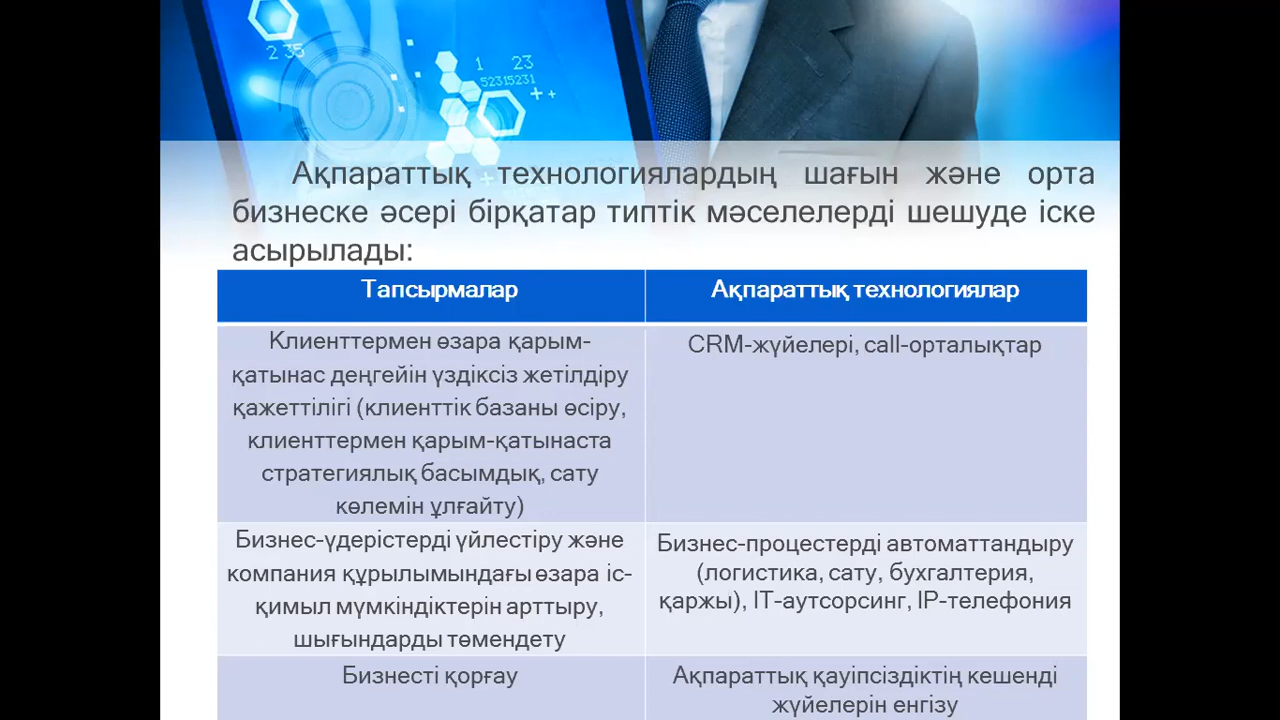 2 35
1 23
52315231
Ақпараттық технологиялардың шағын және орта
бизнеске әсері бірқатар типтік мәселелерді шешуде іске
асырылады:
Тапсырмалар
Ақпараттық технологиялар
Клиенттермен өзара қарым-
қатынас деңгейін үздіксіз жетілдіру
қажеттілігі (клиенттік базаны өсіру,
клиенттермен қарым-қатынаста
стратегиялық басымдық, сату
көлемін ұлғайту)
CRM-жүйелері, call-орталықтар
Бизнес-үдерістерді үйлестіру және
компания құрылымындағы өзара іс-
қимыл мүмкіндіктерін арттыру,
шығындарды төмендету
Бизнес-процестерді автоматтандыру
(логистика, сату, бухгалтерия,
қаржы), IT-аутсорсинг, IP-телефония
Бизнесті қорғау
Ақпараттық қауіпсіздіктің кешенді
жүйелерін енгізу